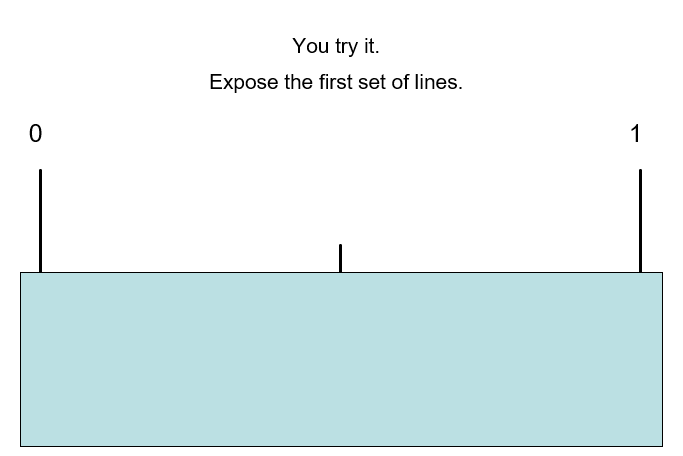 You try it.
Expose the first set of lines.
0 1